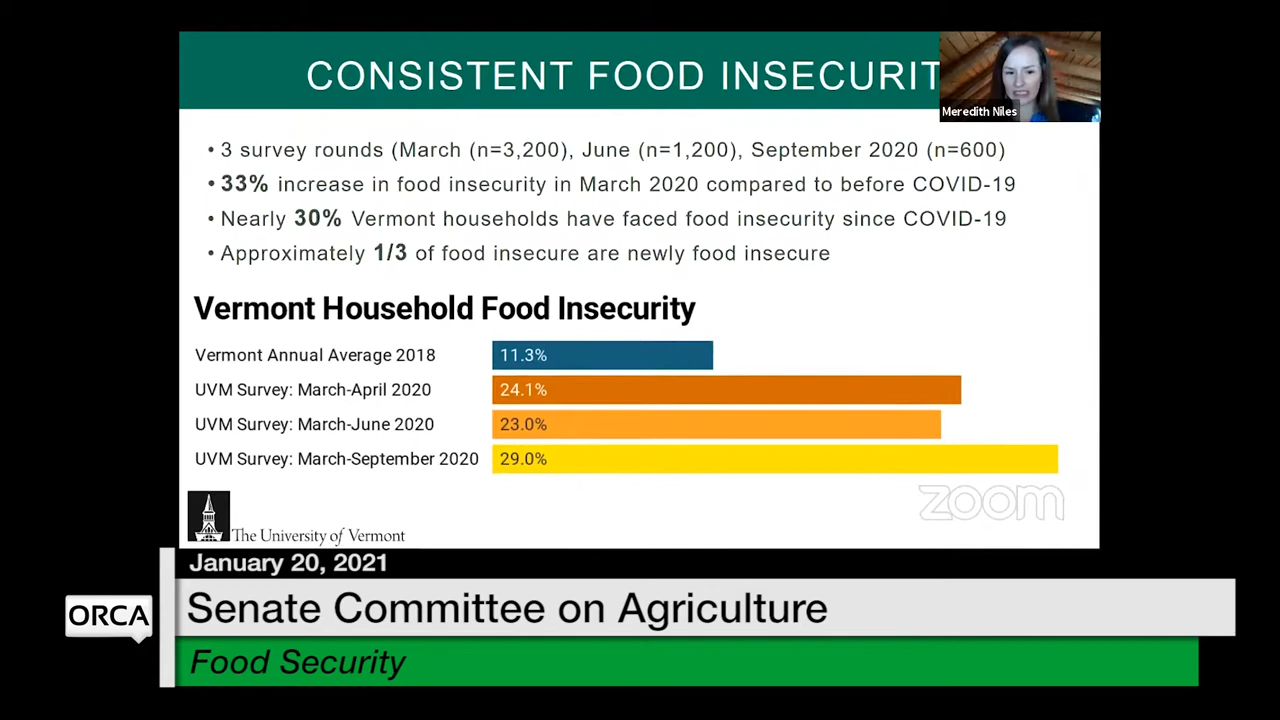 CONSISTENT FOOD INSECURIT
Meredith Niles
• 3 survey rounds (March (n=3,200), June (n=1,200), September 2020 (n=600)
• 33% increase in food insecurity in March 2020 compared to before COVID-19
• Nearly 30% Vermont households have faced food insecurity since COVID-19
• Approximately 1/3 of food insecure are newly food insecure
Vermont Household Food Insecurity
Vermont Annual Average 2018 11.3%
UVM Survey: March-April 2020 24.1%
UVM Survey: March-June 2020 23.0%
UVM Survey: March-September 2020 29.0%
zoom
The University of Vermont
January 20, 2021
ORCA
Senate Committee on Agriculture
Food Security